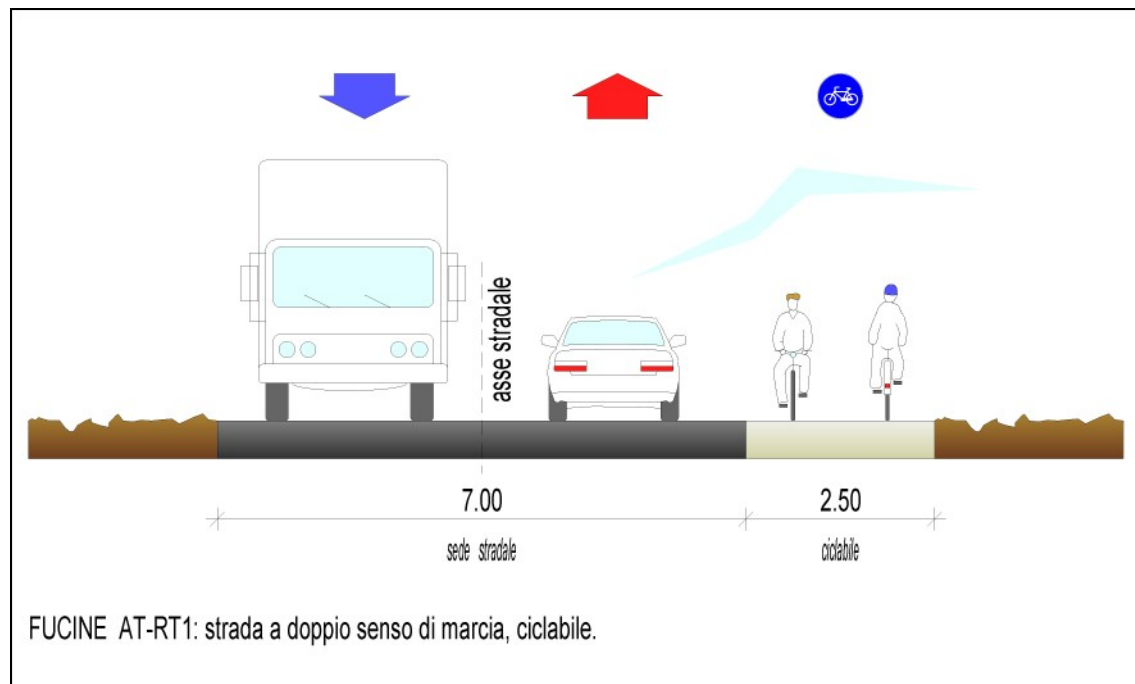 asse stradale
7.00
2.50
sede stradale
ciclabile
FUCINE AT-RT1: strada a doppio senso di marcia, ciclabile.